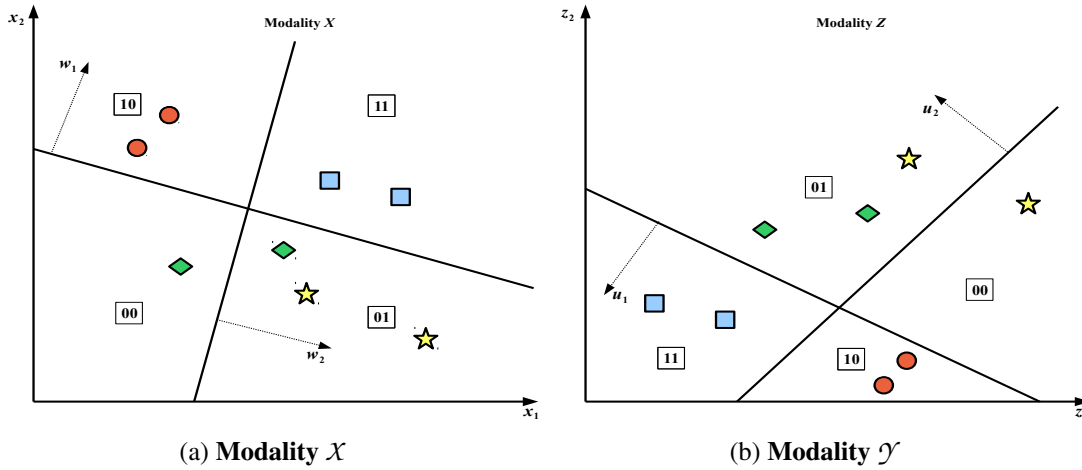 x₂
Modality X
w₁
10
11
00
01
w₂
x₁
(a) Modality 𝒳
z₂
Modality Z
u₂
01
u₁
00
11
10
z
(b) Modality 𝒴